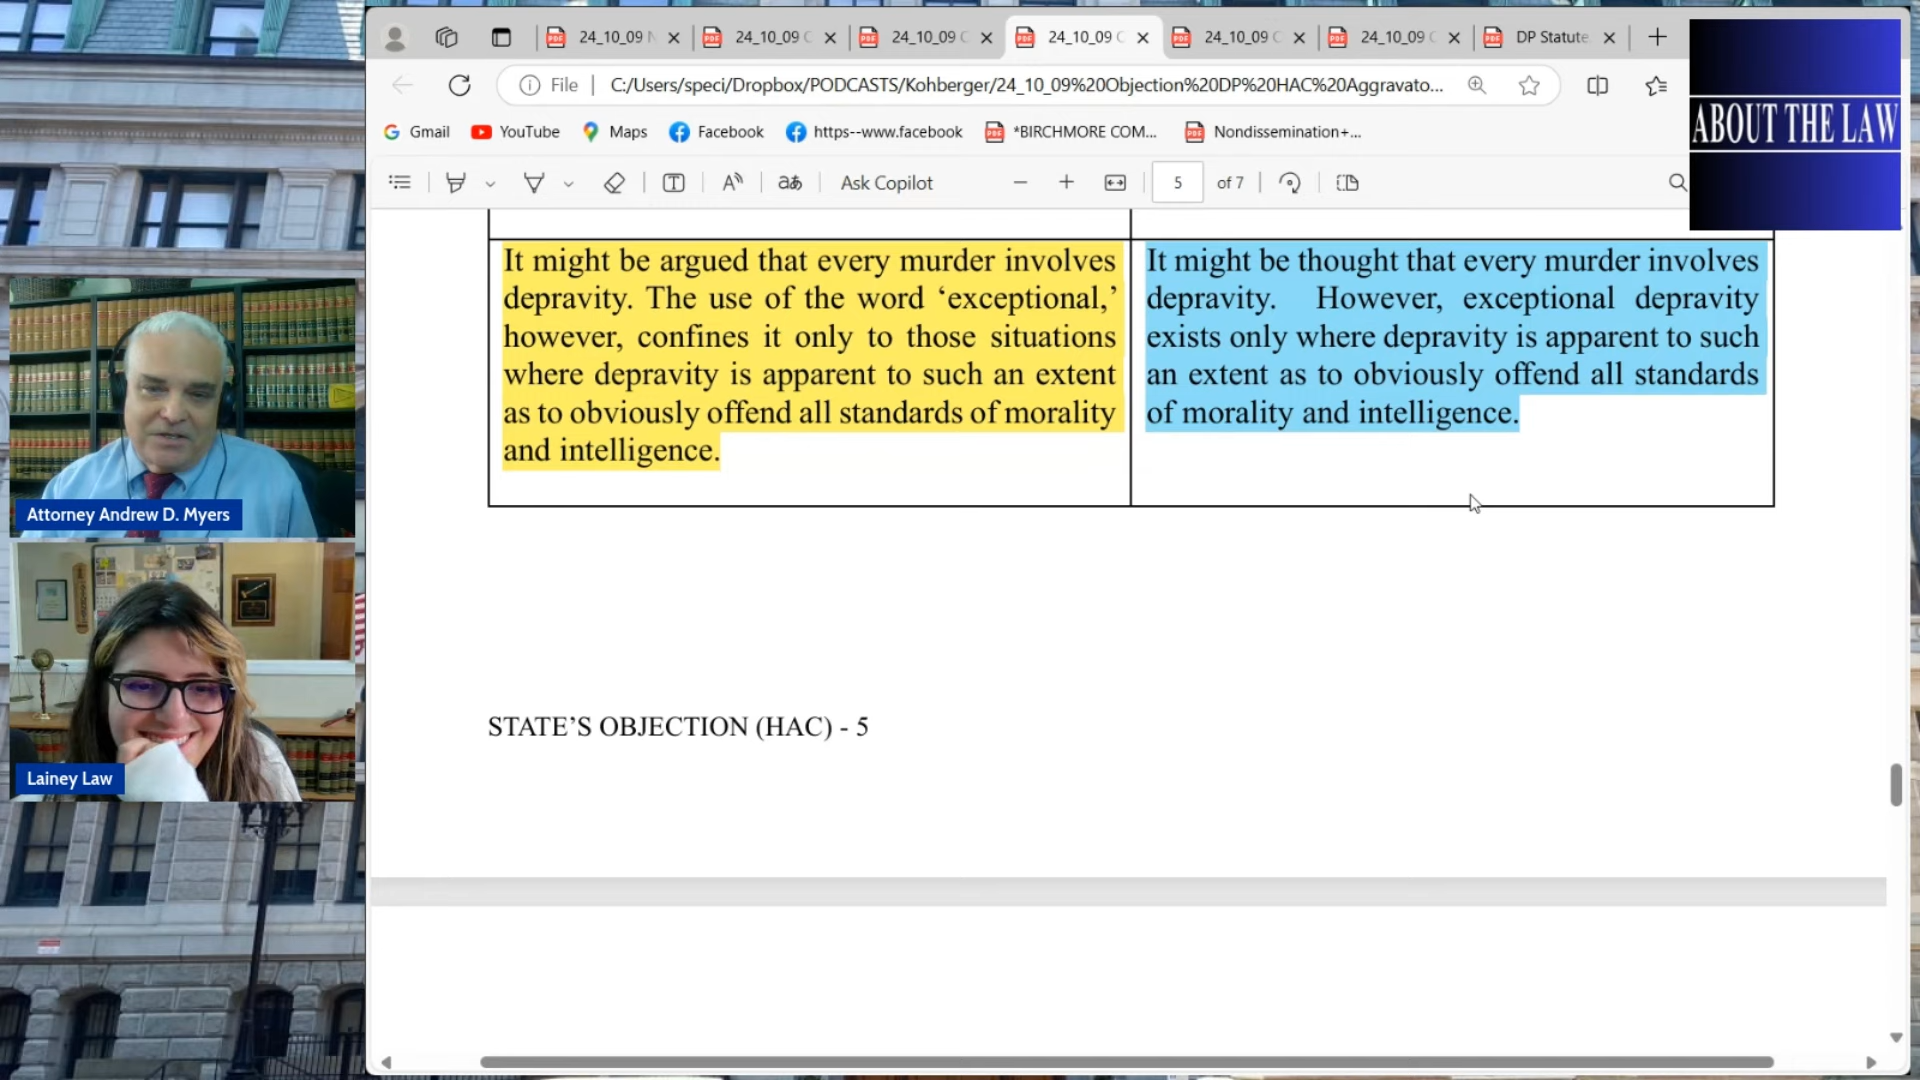 24_10_09 N
24_10_09 C
24_10_09 C
24_10_09 C
24_10_09 C
24_10_09 C
DP Statute
File
C:/Users/speci/Dropbox/PODCASTS/Kohberger/24_10_09%20Objection%20DP%20HAC%20Aggravato...
ABOUT THE LAW
Gmail
YouTube
Maps
Facebook
https--www.facebook
*BIRCHMORE COM...
Nondissemination+...
Ask Copilot
5
of 7
It might be argued that every murder involves
depravity. The use of the word ‘exceptional,’
however, confines it only to those situations
where depravity is apparent to such an extent
as to obviously offend all standards of morality
and intelligence.
It might be thought that every murder involves
depravity. However, exceptional depravity
exists only where depravity is apparent to such
an extent as to obviously offend all standards
of morality and intelligence.
STATE’S OBJECTION (HAC) - 5
Attorney Andrew D. Myers
Lainey Law